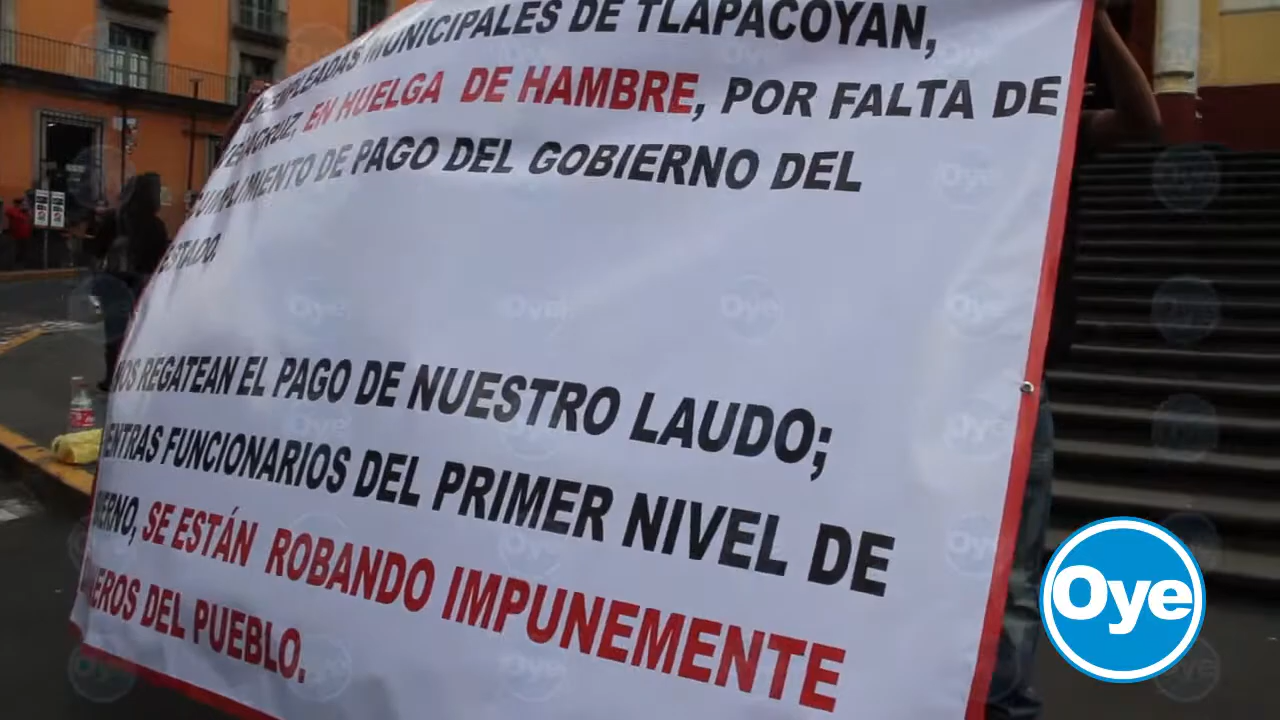 EMPLEADAS MUNICIPALES DE TLAPACOYAN,
EN HUELGA DE HAMBRE, POR FALTA DE
DE PAGO DEL GOBIERNO DEL
REGATEAN EL PAGO DE NUESTRO LAUDO;
FUNCIONARIOS DEL PRIMER NIVEL DE
SE ESTÁN ROBANDO IMPUNEMENTE
DEL PUEBLO.
Oye